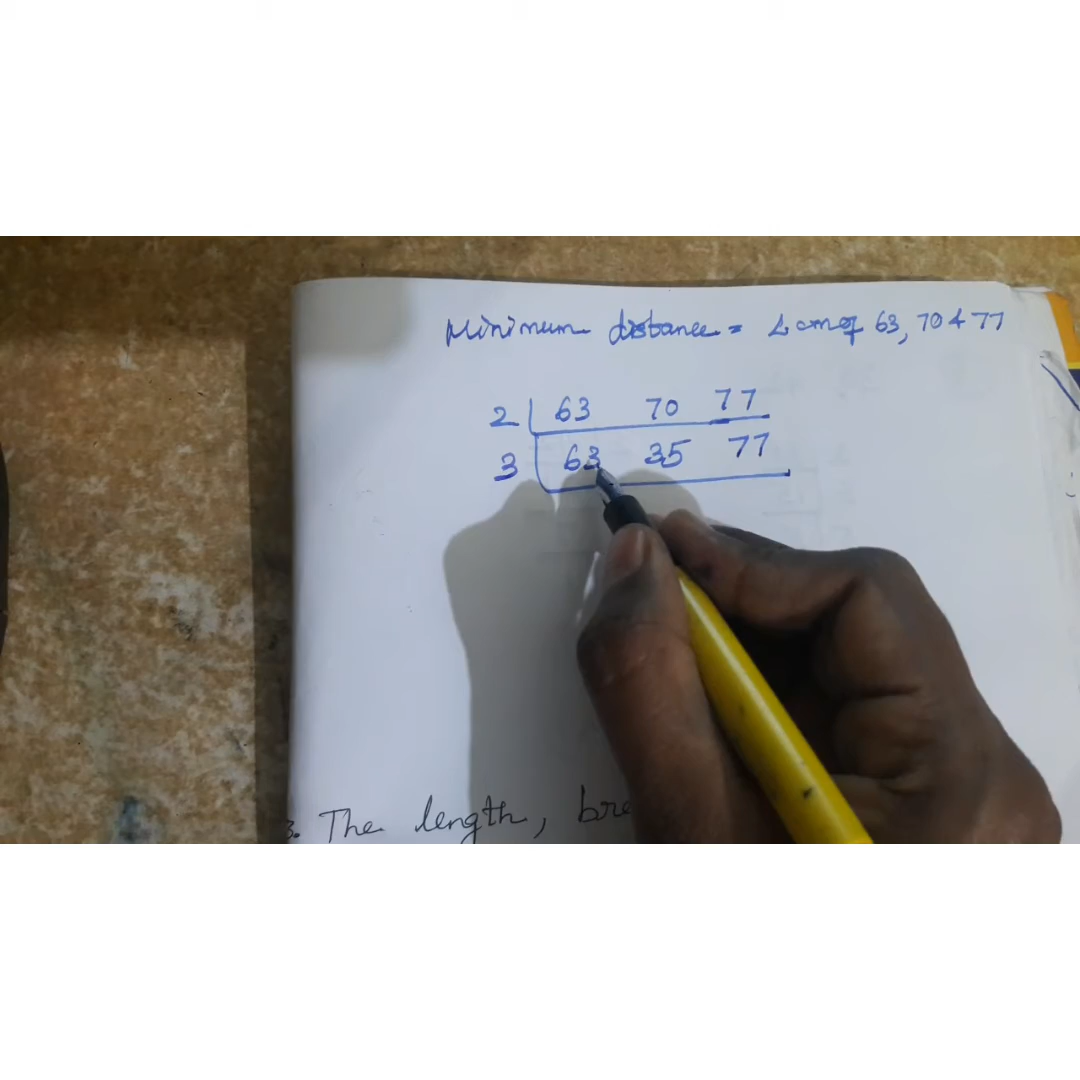 Minimum distance = Lcm of 63, 70 & 77
2 63 70 77
3 63 35 77
3. The length, bre